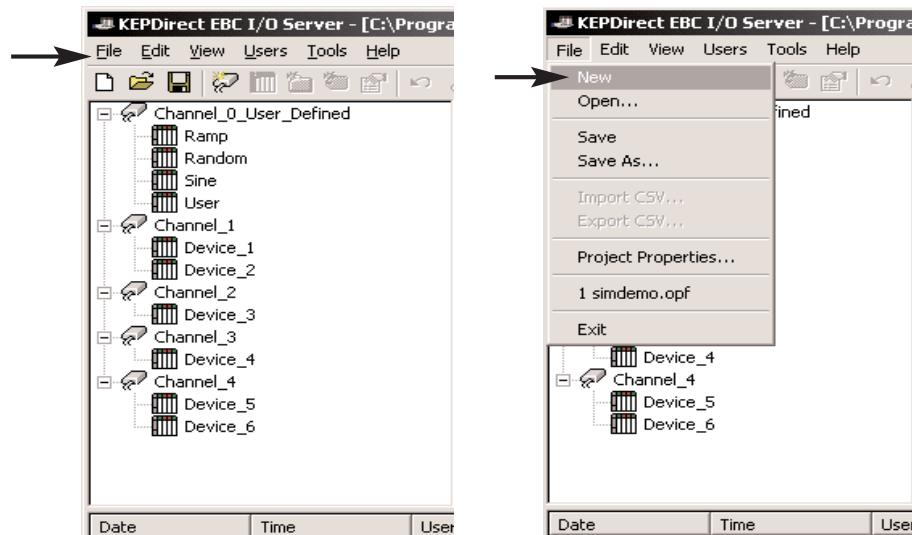 KEPDirect EBC I/O Server - [C:\Progra
File Edit View Users Tools Help
Channel_0_User_Defined
Ramp
Random
Sine
User
Channel_1
Device_1
Device_2
Channel_2
Device_3
Channel_3
Device_4
Channel_4
Device_5
Device_6
Date Time User
KEPDirect EBC I/O Server - [C:\Progra
File Edit View Users Tools Help
New
Open...
Save
Save As...
Import CSV...
Export CSV...
Project Properties...
1 simdemo.opf
Exit
fined
Device_4
Channel_4
Device_5
Device_6
Date Time User